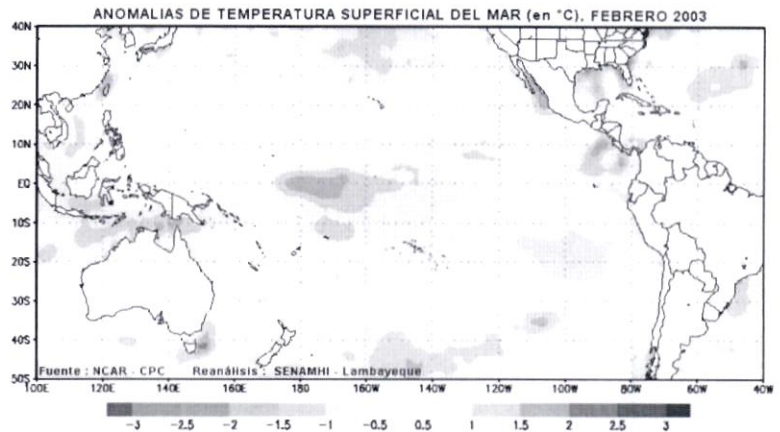 ANOMALIAS DE TEMPERATURA SUPERFICIAL DEL MAR (en °C), FEBRERO 2003
40N
30N
20N
10N
EQ
10S
20S
30S
40S
50S
Fuente : NCAR - CPC Reanálisis : SENAMHI - Lambayeque
100E 120E 140E 160E 180 160W 140W 120W 100W 80W 60W 40W
-3 -2.5 -2 -1.5 -1 -0.5 0.5 1 1.5 2 2.5 3